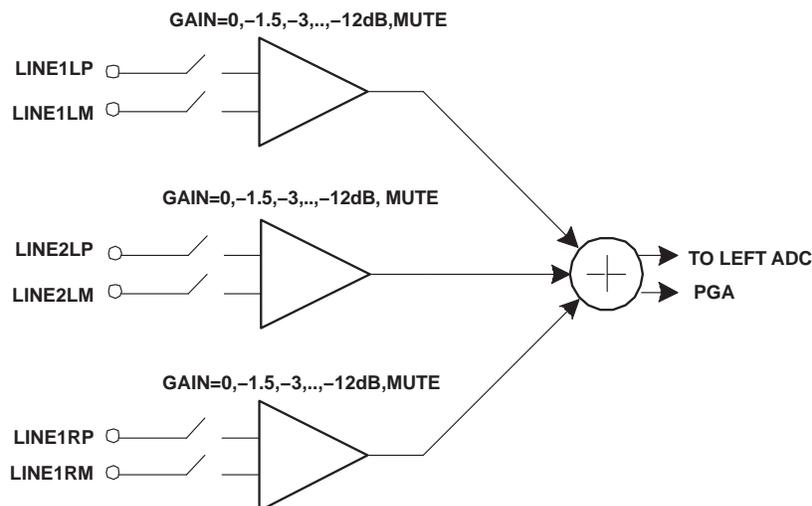 GAIN=0,–1.5,–3,..,–12dB,MUTE
LINE1LP
LINE1LM
GAIN=0,–1.5,–3,..,–12dB, MUTE
LINE2LP
LINE2LM
TO LEFT ADC
PGA
GAIN=0,–1.5,–3,..,–12dB,MUTE
LINE1RP
LINE1RM